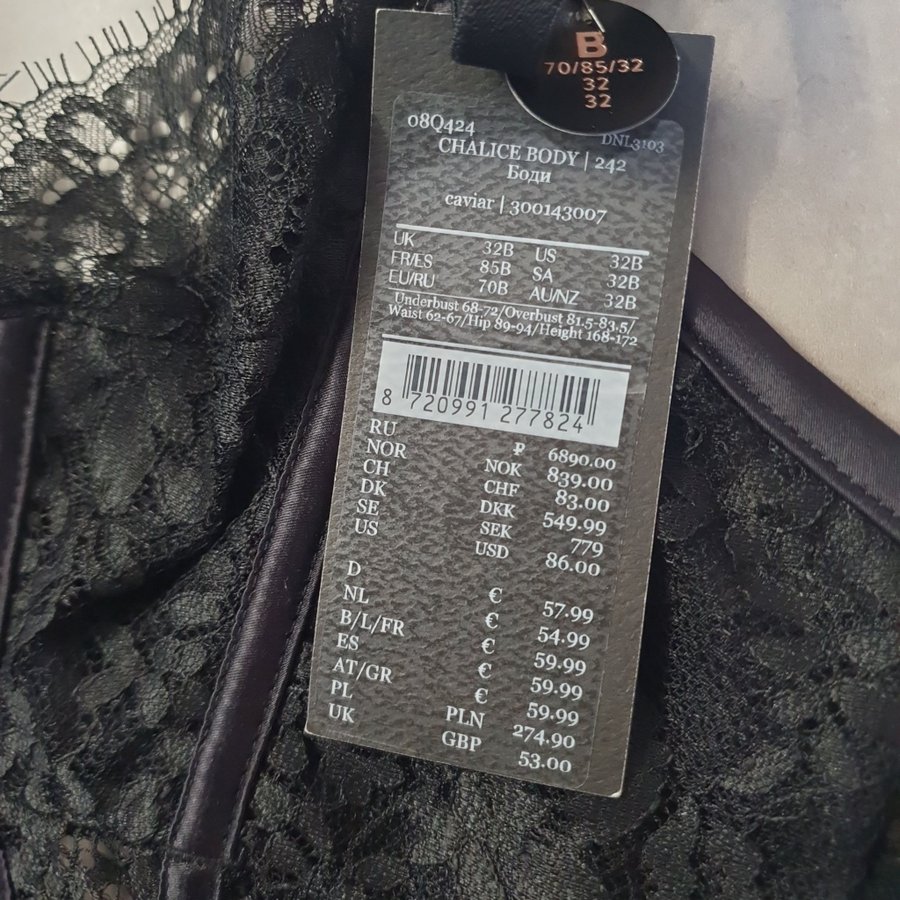 B
70/85/32
32
32
08Q424 DNL3103
CHALICE BODY | 242
Боди
caviar | 300143007
UK 32B US 32B
FR/ES 85B SA 32B
EU/RU 70B AU/NZ 32B
Underbust 68-72/Overbust 81.5-83.5/
Waist 62-67/Hip 89-94/Height 168-172
8 720991 277824
RU ₽ 6890.00
NOR NOK 839.00
CH CHF 83.00
DK DKK 549.99
SE SEK 779
US USD 86.00
D € 57.99
NL € 54.99
B/L/FR € 59.99
ES € 59.99
AT/GR € 59.99
PL PLN 274.90
UK GBP 53.00